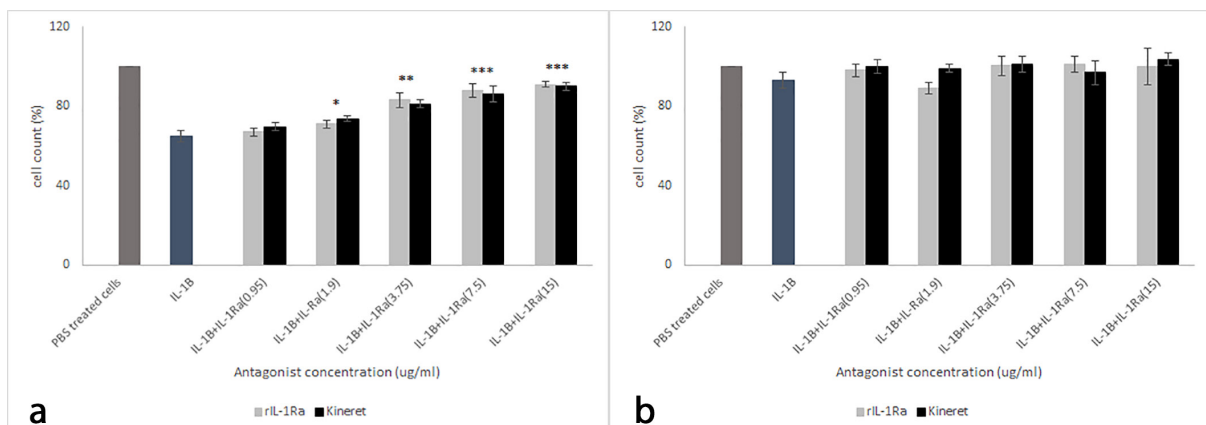 120
80
40
0
cell count (%)
*
**
***
***
PBS treated cells
IL-1B
IL-1B+IL-1Ra(0.95)
IL-1B+IL-Ra(1.9)
IL-1B+IL-1Ra(3.75)
IL-1B+IL-1Ra(7.5)
IL-1B+IL-1Ra(15)
Antagonist concentration (ug/ml)
rIL-1Ra Kineret
a
120
80
40
0
cell count (%)
PBS treated cells
IL-1B
IL-1B+IL-1Ra(0.95)
IL-1B+IL-1Ra(1.9)
IL-1B+IL-1Ra(3.75)
IL-1B+IL-1Ra(7.5)
IL-1B+IL-1Ra(15)
Antagonist concentration (ug/ml)
rIL-1Ra Kineret
b